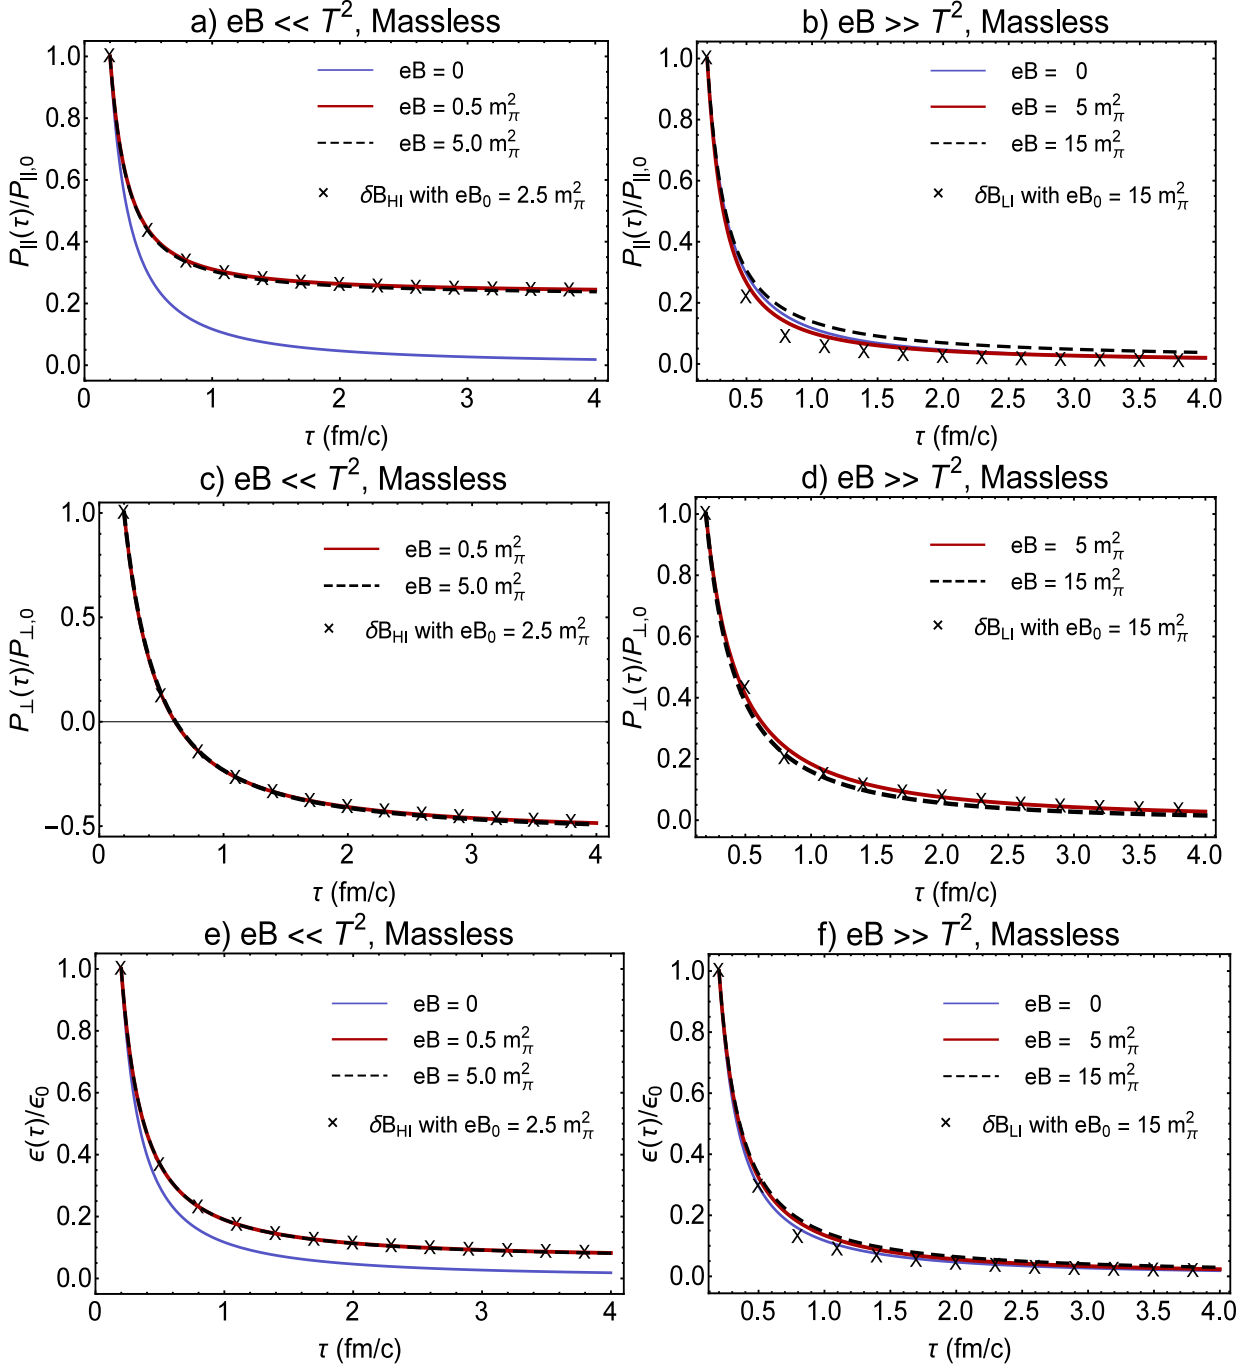 a) eB << T², Massless
eB = 0
eB = 0.5 m²π
eB = 5.0 m²π
× δB_HI with eB₀ = 2.5 m²π
P∥(τ)/P∥,0
1.0
0.8
0.6
0.4
0.2
0.0
0 1 2 3 4
τ (fm/c)
b) eB >> T², Massless
eB = 0
eB = 5 m²π
eB = 15 m²π
× δB_LI with eB₀ = 15 m²π
P∥(τ)/P∥,0
1.0
0.8
0.6
0.4
0.2
0.0
0.5 1.0 1.5 2.0 2.5 3.0 3.5 4.0
τ (fm/c)
c) eB << T², Massless
eB = 0.5 m²π
eB = 5.0 m²π
× δB_HI with eB₀ = 2.5 m²π
P⊥(τ)/P⊥,0
1.0
0.5
0.0
−0.5
0 1 2 3 4
τ (fm/c)
d) eB >> T², Massless
eB = 5 m²π
eB = 15 m²π
× δB_LI with eB₀ = 15 m²π
P⊥(τ)/P⊥,0
1.0
0.8
0.6
0.4
0.2
0.0
0.5 1.0 1.5 2.0 2.5 3.0 3.5 4.0
τ (fm/c)
e) eB << T², Massless
eB = 0
eB = 0.5 m²π
eB = 5.0 m²π
× δB_HI with eB₀ = 2.5 m²π
ϵ(τ)/ϵ₀
1.0
0.8
0.6
0.4
0.2
0.0
0 1 2 3 4
τ (fm/c)
f) eB >> T², Massless
eB = 0
eB = 5 m²π
eB = 15 m²π
× δB_LI with eB₀ = 15 m²π
ϵ(τ)/ϵ₀
1.0
0.8
0.6
0.4
0.2
0.0
0.5 1.0 1.5 2.0 2.5 3.0 3.5 4.0
τ (fm/c)